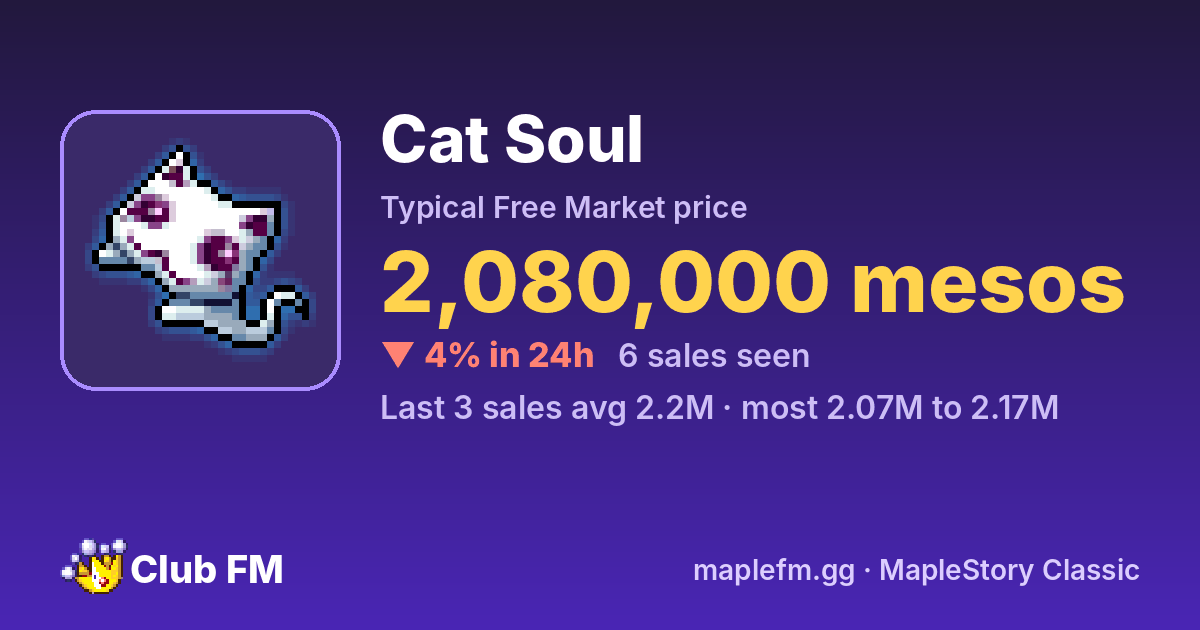 Cat Soul
Typical Free Market price
2,080,000 mesos
▼ 4% in 24h 6 sales seen
Last 3 sales avg 2.2M · most 2.07M to 2.17M
Club FM
maplefm.gg · MapleStory Classic